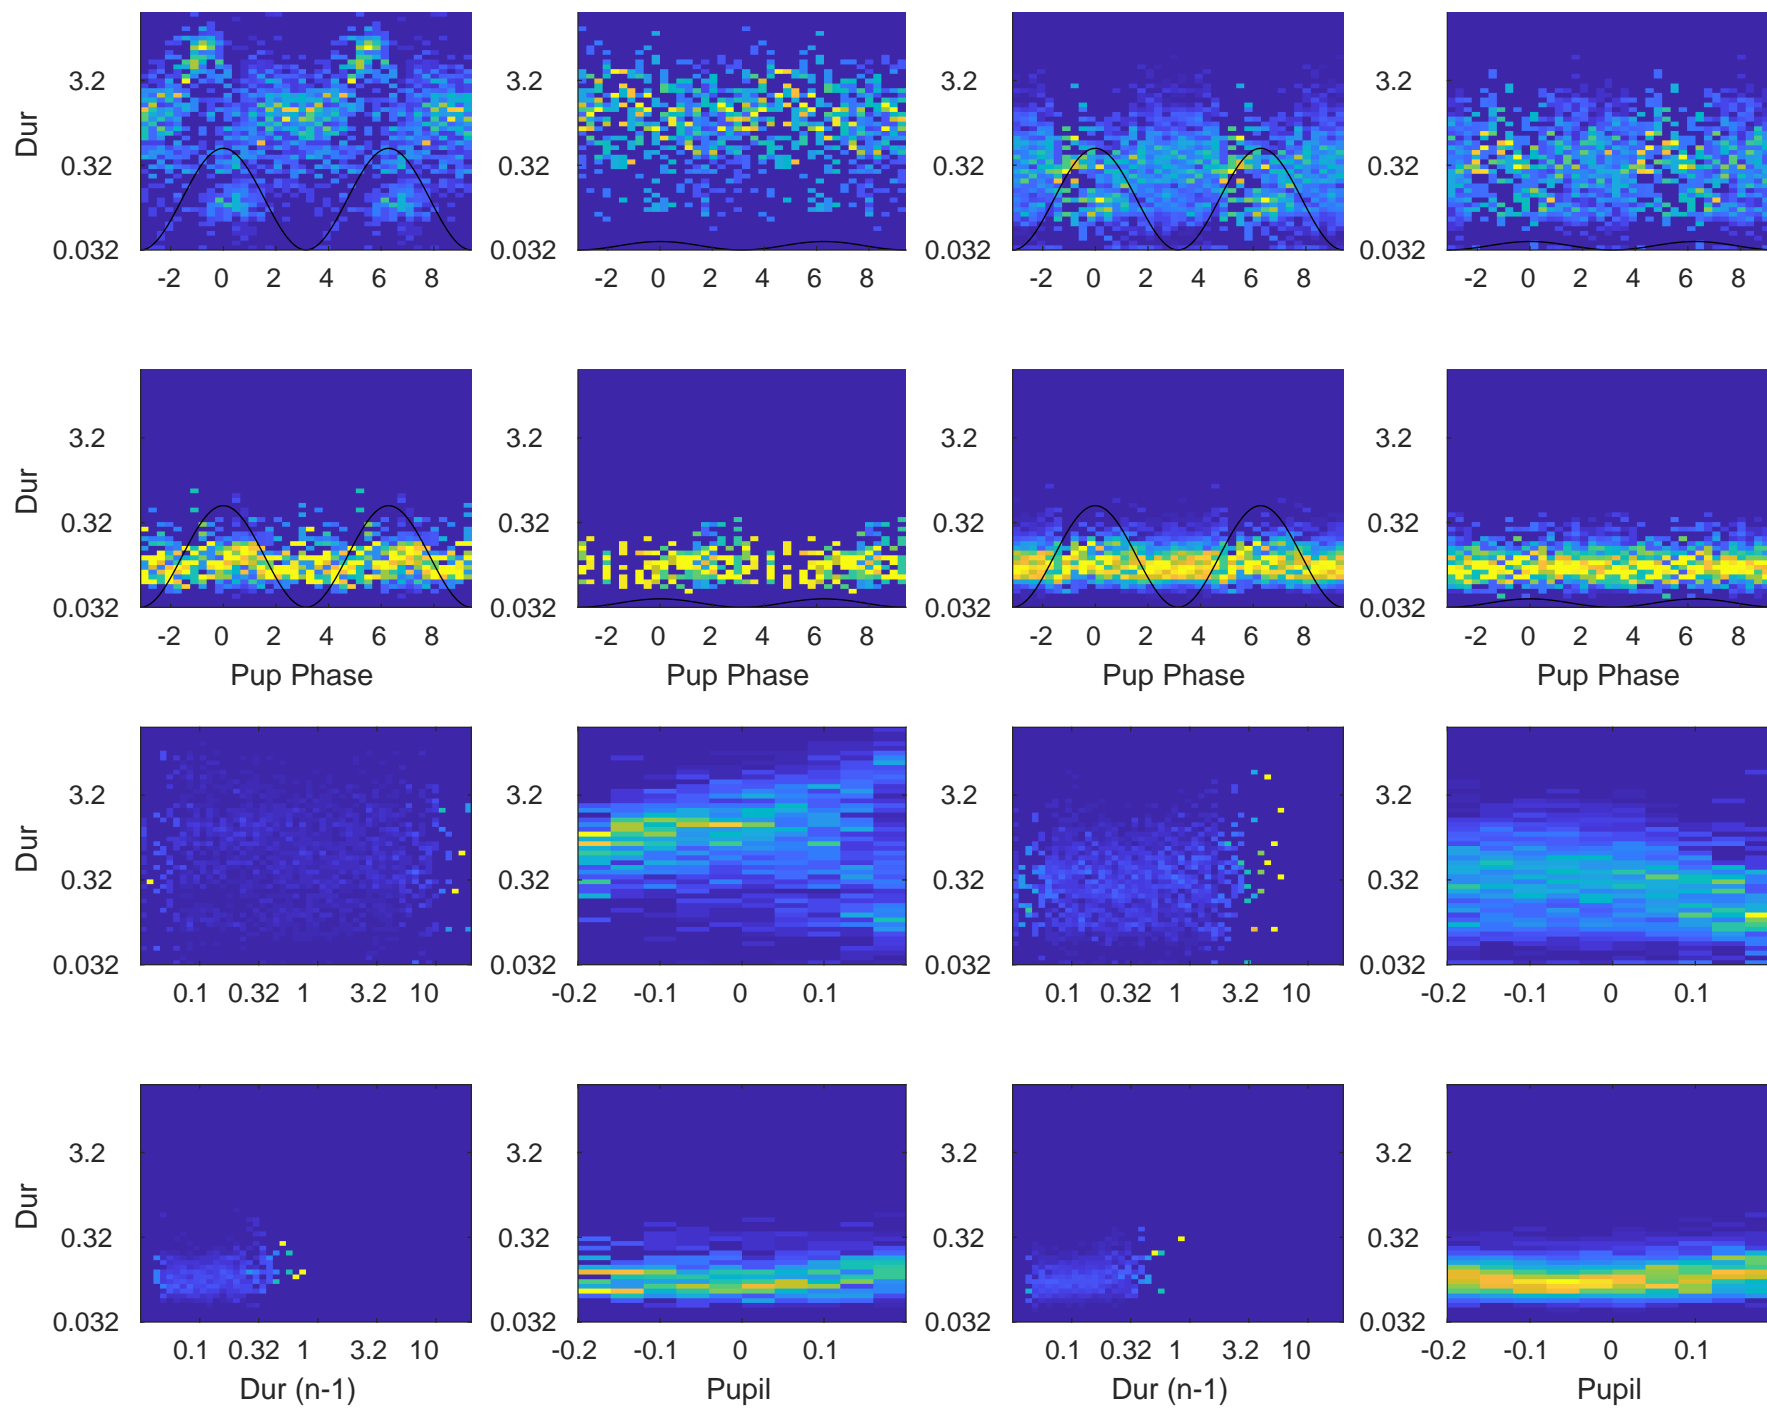 Dur
3.2 3.2 3.2 3.2
0.32 0.32 0.32 0.32
0.032 0.032 0.032 0.032
-2 0 2 4 6 8 -2 0 2 4 6 8 -2 0 2 4 6 8 -2 0 2 4 6 8
Dur
3.2 3.2 3.2 3.2
0.32 0.32 0.32 0.32
0.032 0.032 0.032 0.032
-2 0 2 4 6 8 -2 0 2 4 6 8 -2 0 2 4 6 8 -2 0 2 4 6 8
Pup Phase Pup Phase Pup Phase Pup Phase
Dur
3.2 3.2 3.2 3.2
0.32 0.32 0.32 0.32
0.032 0.032 0.032 0.032
0.1 0.32 1 3.2 10 -0.2 -0.1 0 0.1 0.1 0.32 1 3.2 10 -0.2 -0.1 0 0.1
Dur
3.2 3.2 3.2 3.2
0.32 0.32 0.32 0.32
0.032 0.032 0.032 0.032
0.1 0.32 1 3.2 10 -0.2 -0.1 0 0.1 0.1 0.32 1 3.2 10 -0.2 -0.1 0 0.1
Dur (n-1) Pupil Dur (n-1) Pupil